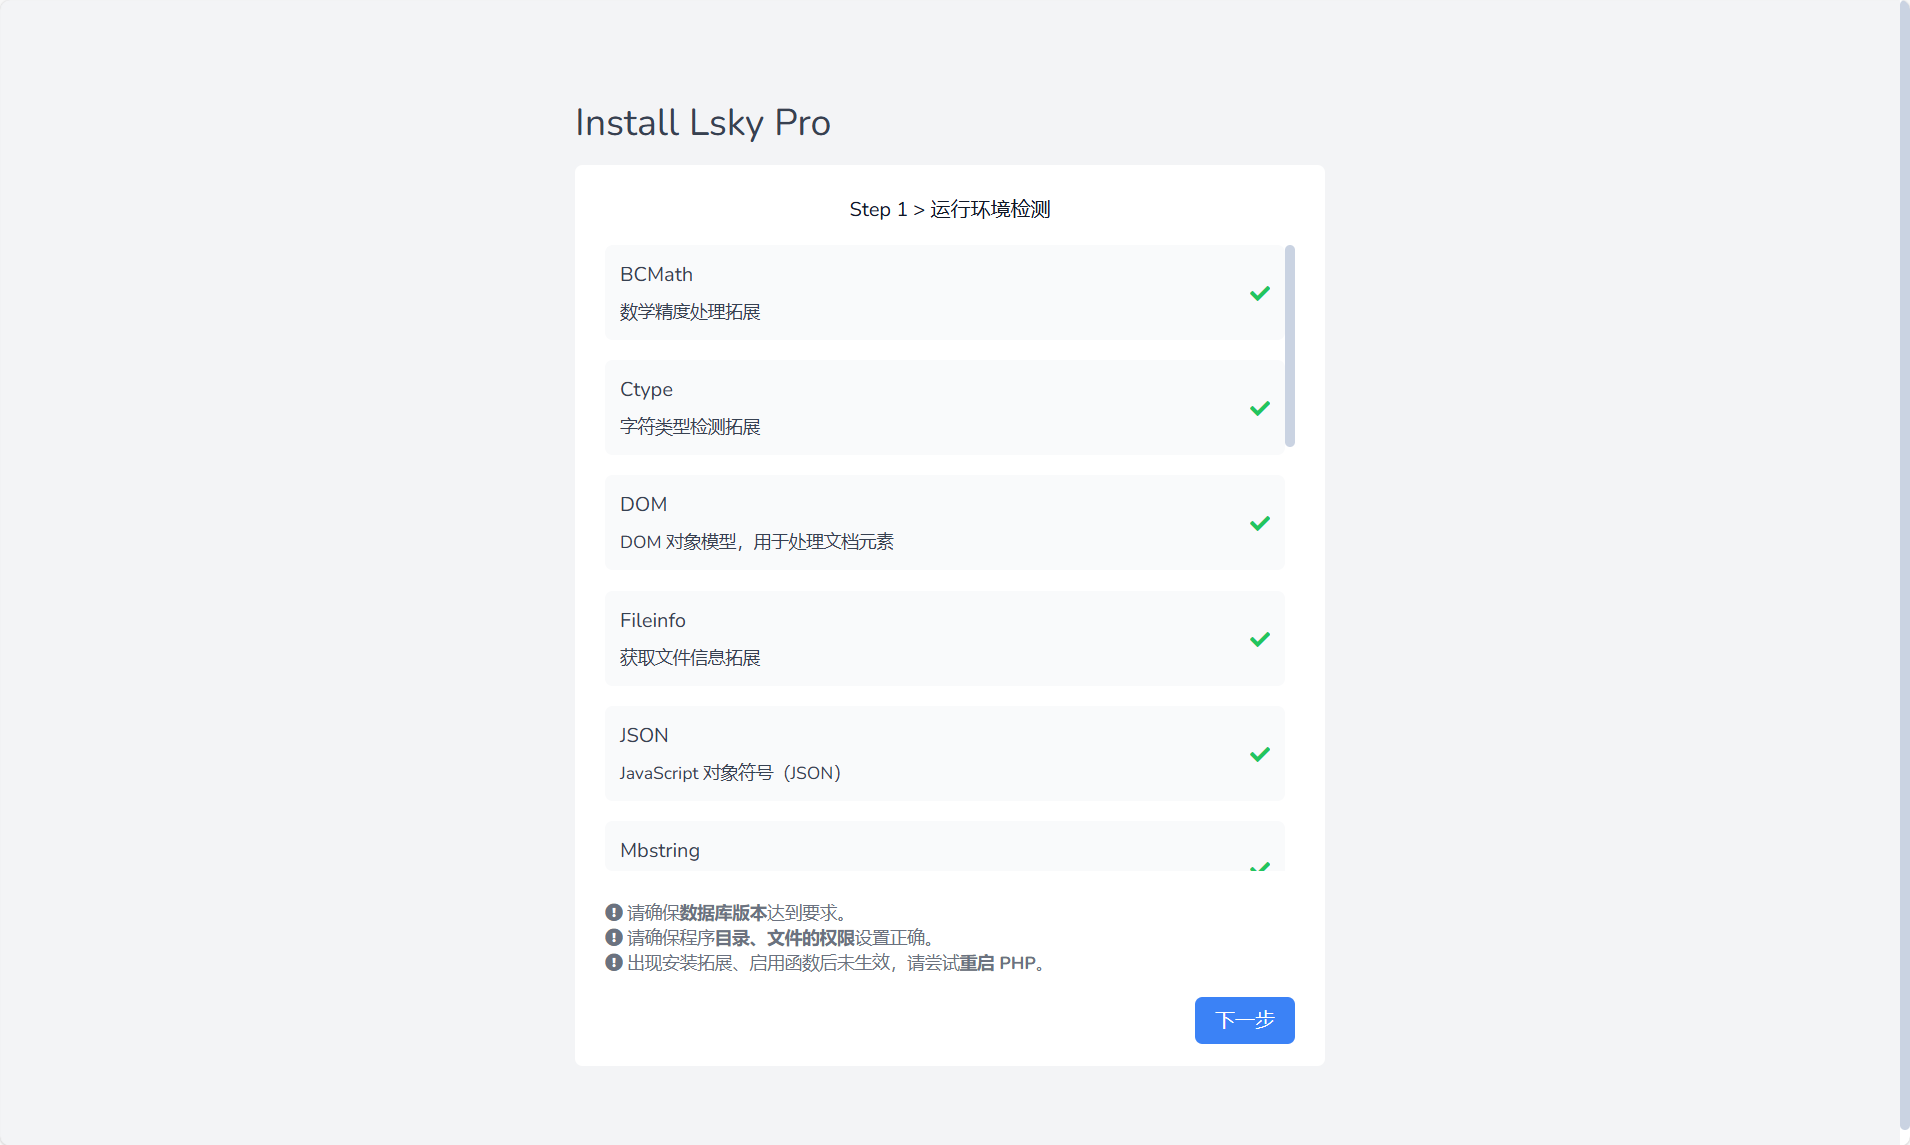 Install Lsky Pro
Step 1 > 运行环境检测
BCMath
数学精度处理拓展
Ctype
字符类型检测拓展
DOM
DOM 对象模型，用于处理文档元素
Fileinfo
获取文件信息拓展
JSON
JavaScript 对象符号（JSON）
Mbstring
请确保数据库版本达到要求。
请确保程序目录、文件的权限设置正确。
出现安装拓展、启用函数后未生效，请尝试重启 PHP。
下一步